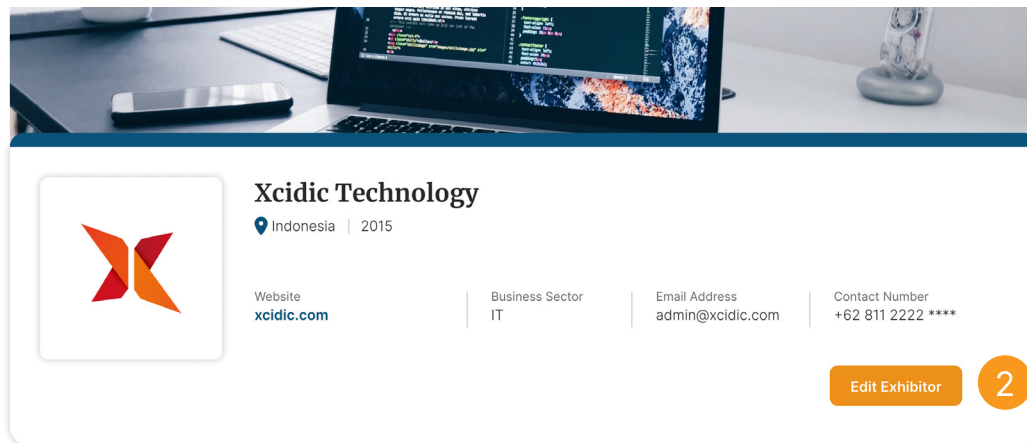 Xcidic Technology
Indonesia | 2015
Website
xcidic.com
Business Sector
IT
Email Address
admin@xcidic.com
Contact Number
+62 811 2222 ****
Edit Exhibitor
2